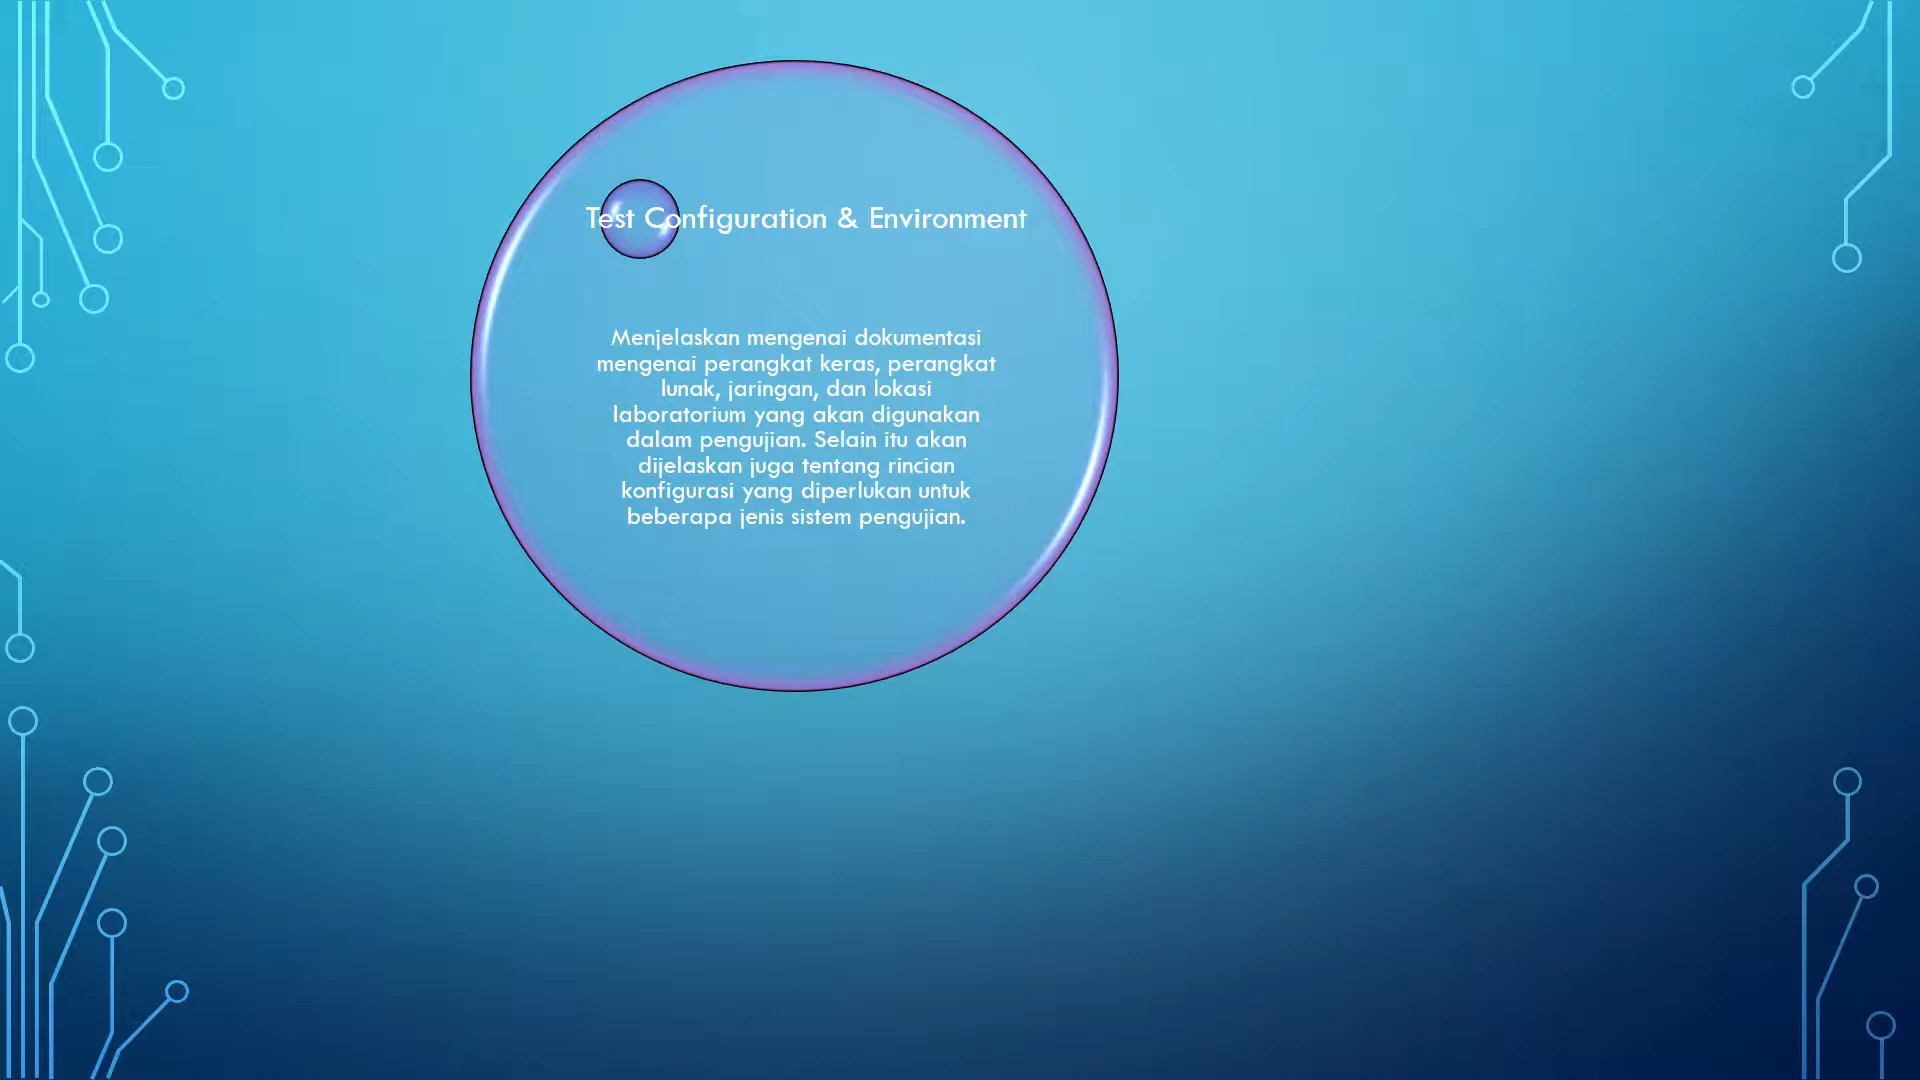 Test Configuration & Environment
Menjelaskan mengenai dokumentasi
mengenai perangkat keras, perangkat
lunak, jaringan, dan lokasi
laboratorium yang akan digunakan
dalam pengujian. Selain itu akan
dijelaskan juga tentang rincian
konfigurasi yang diperlukan untuk
beberapa jenis sistem pengujian.